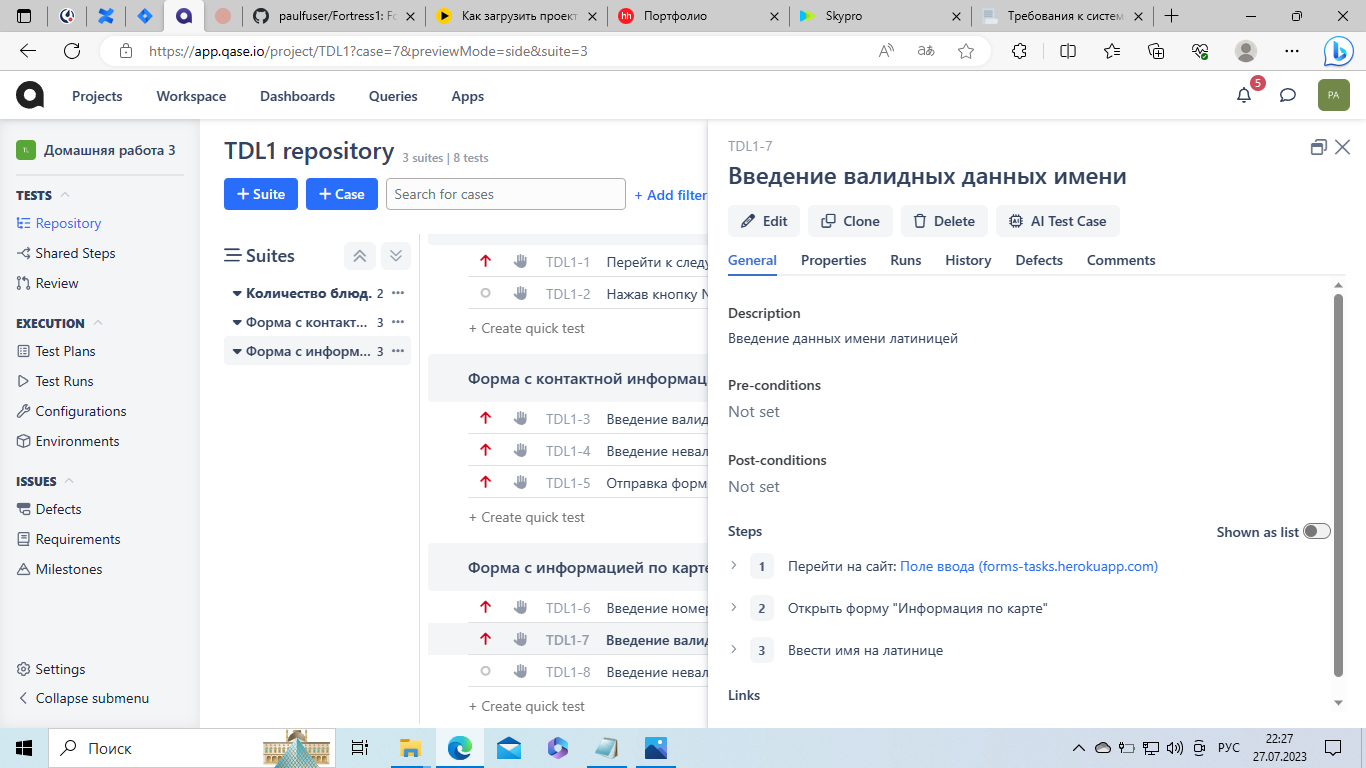 paulfuser/Fortress1: Fo
Как загрузить проект
hh
Портфолио
Skypro
Требования к систем
https://app.qase.io/project/TDL1?case=7&previewMode=side&suite=3
Projects
Workspace
Dashboards
Queries
Apps
5
PA
Домашняя работа 3
TESTS
Repository
Shared Steps
Review
EXECUTION
Test Plans
Test Runs
Configurations
Environments
ISSUES
Defects
Requirements
Milestones
Settings
Collapse submenu
TDL1 repository
3 suites | 8 tests
+ Suite
+ Case
Search for cases
+ Add filter
Suites
Количество блюд. 2
Форма с контакт... 3
Форма с информ... 3
TDL1-1 Перейти к следу
TDL1-2 Нажав кнопку N
+ Create quick test
Форма с контактной информац
TDL1-3 Введение валид
TDL1-4 Введение невал
TDL1-5 Отправка форм
+ Create quick test
Форма с информацией по карте
TDL1-6 Введение номер
TDL1-7 Введение валид
TDL1-8 Введение невал
+ Create quick test
TDL1-7
Введение валидных данных имени
Edit
Clone
Delete
AI Test Case
General
Properties
Runs
History
Defects
Comments
Description
Введение данных имени латиницей
Pre-conditions
Not set
Post-conditions
Not set
Steps
Shown as list
1 Перейти на сайт: Поле ввода (forms-tasks.herokuapp.com)
2 Открыть форму "Информация по карте"
3 Ввести имя на латинице
Links
Поиск
РУС
22:27
27.07.2023